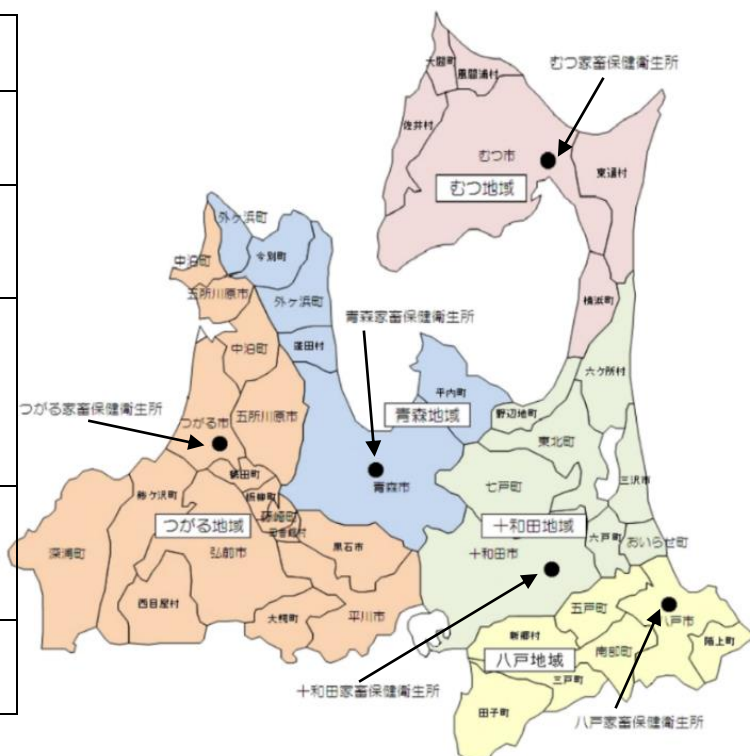 大間町
風間浦村
むつ家畜保健衛生所
佐井村
むつ市
東通村
むつ地域
外ヶ浜町
今別町
中泊町
五所川原市
外ヶ浜町
横浜町
青森家畜保健衛生所
蓬田村
中泊町
六ケ所村
平内町
つがる家畜保健衛生所
五所川原市
青森地域
野辺地町
つがる市
東北町
鶴田町
青森市
七戸町
三沢市
鰺ケ沢町
板柳町
藤崎町
つがる地域
田舎館村
十和田地域
六戸町
おいらせ町
深浦町
弘前市
黒石市
十和田市
西目屋村
大鰐町
平川市
五戸町
八戸市
新郷村
南部町
階上町
八戸地域
三戸町
十和田家畜保健衛生所
田子町
八戸家畜保健衛生所